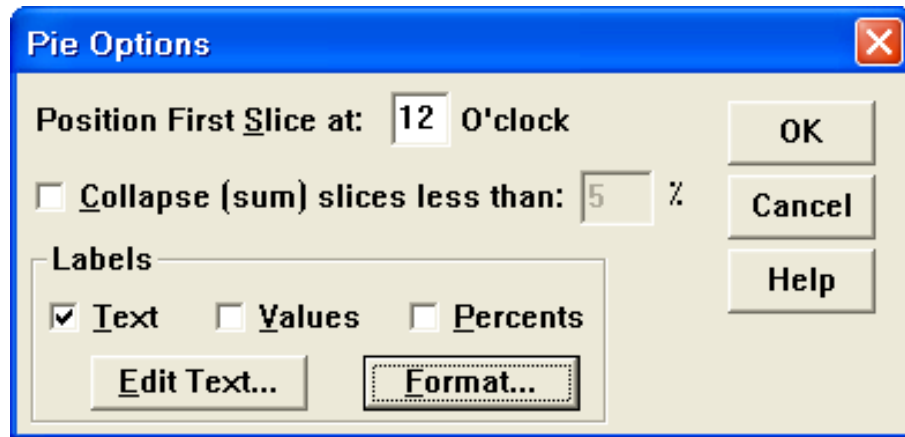 Pie Options
Position First Slice at: 12 O'clock
OK
Collapse (sum) slices less than: 5 %
Cancel
Labels
Help
Text Values Percents
Edit Text... Format...